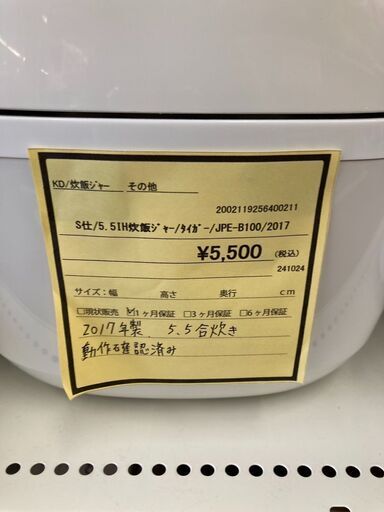 KD/炊飯ジャー　その他
2002119256400211
S仕/5.5IH炊飯ジャー/タイガー/JPE-B100/2017
¥5,500 (税込)
241024
サイズ:幅　高さ　奥行　cm
□現状販売 ☑1ヶ月保証 □3ヶ月保証 □6ヶ月保証
2017年製　5.5合炊き
動作確認済み